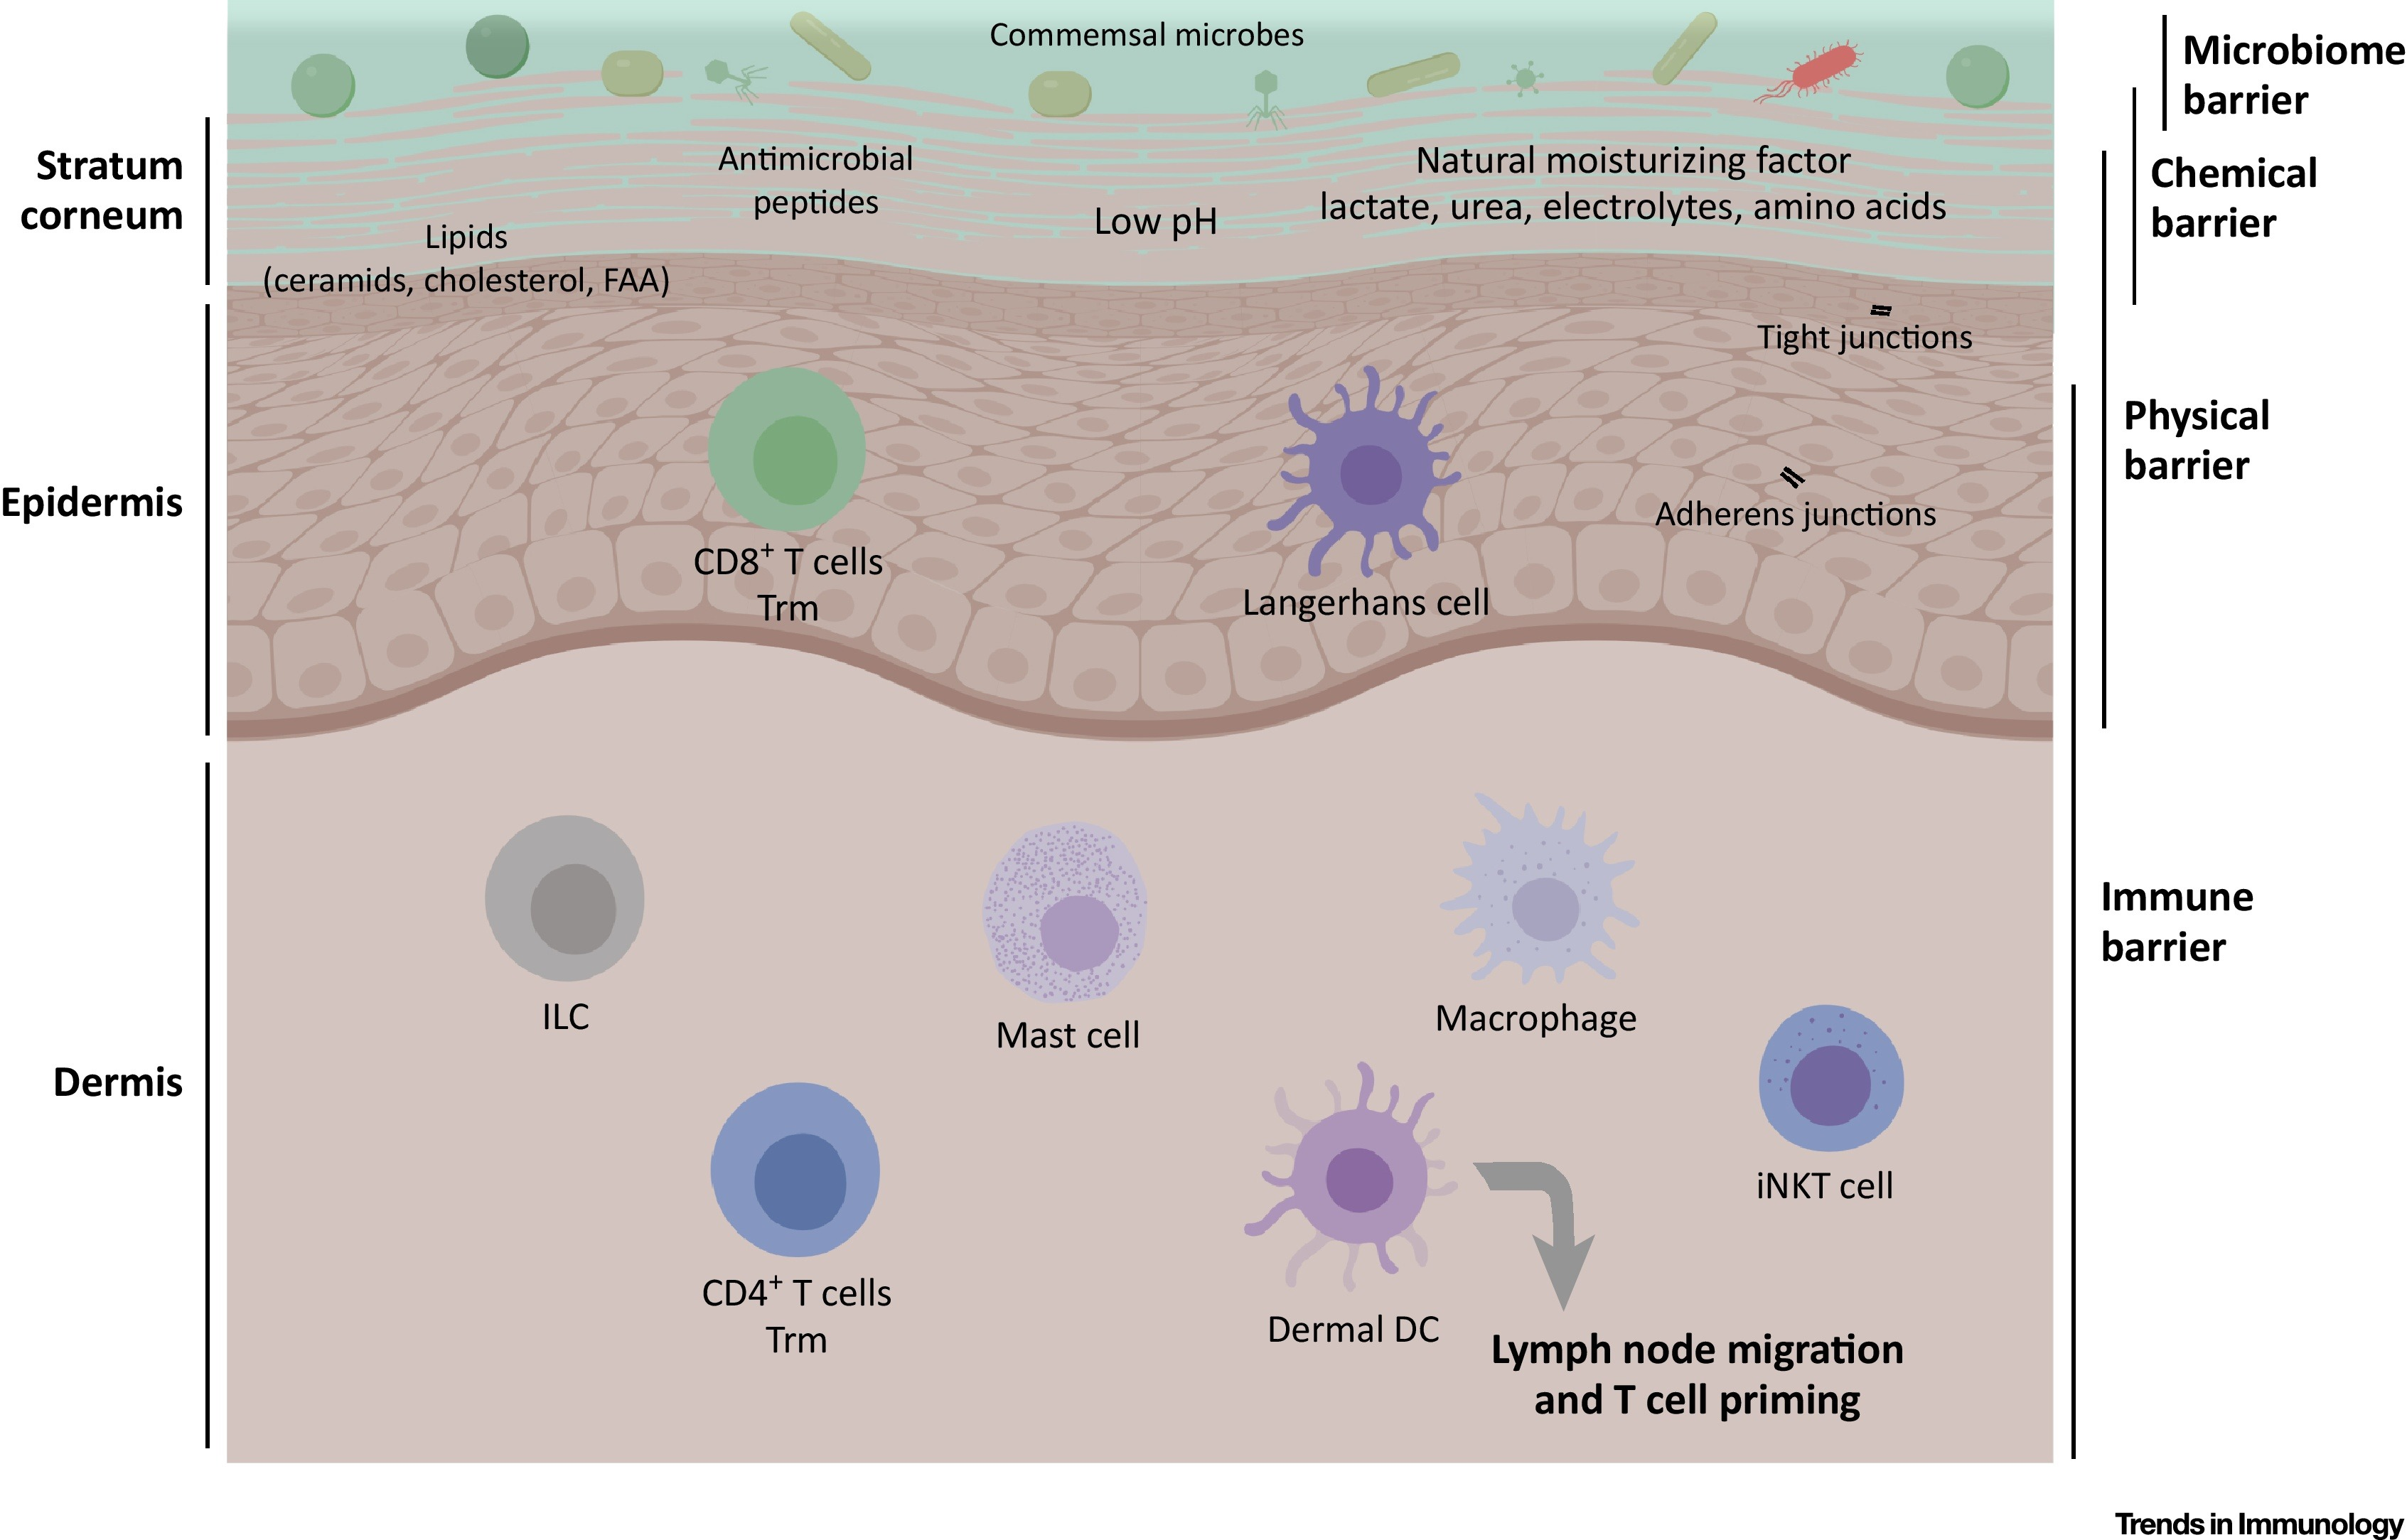 Commemsal microbes
Microbiome
barrier
Stratum
corneum
Antimicrobial
peptides
Low pH
Natural moisturizing factor
lactate, urea, electrolytes, amino acids
Chemical
barrier
Lipids
(ceramids, cholesterol, FAA)
Tight junctions
Physical
barrier
Epidermis
Adherens junctions
CD8⁺ T cells
Trm
Langerhans cell
Immune
barrier
ILC
Mast cell
Macrophage
Dermis
iNKT cell
CD4⁺ T cells
Trm
Dermal DC
Lymph node migration
and T cell priming
Trends in Immunology